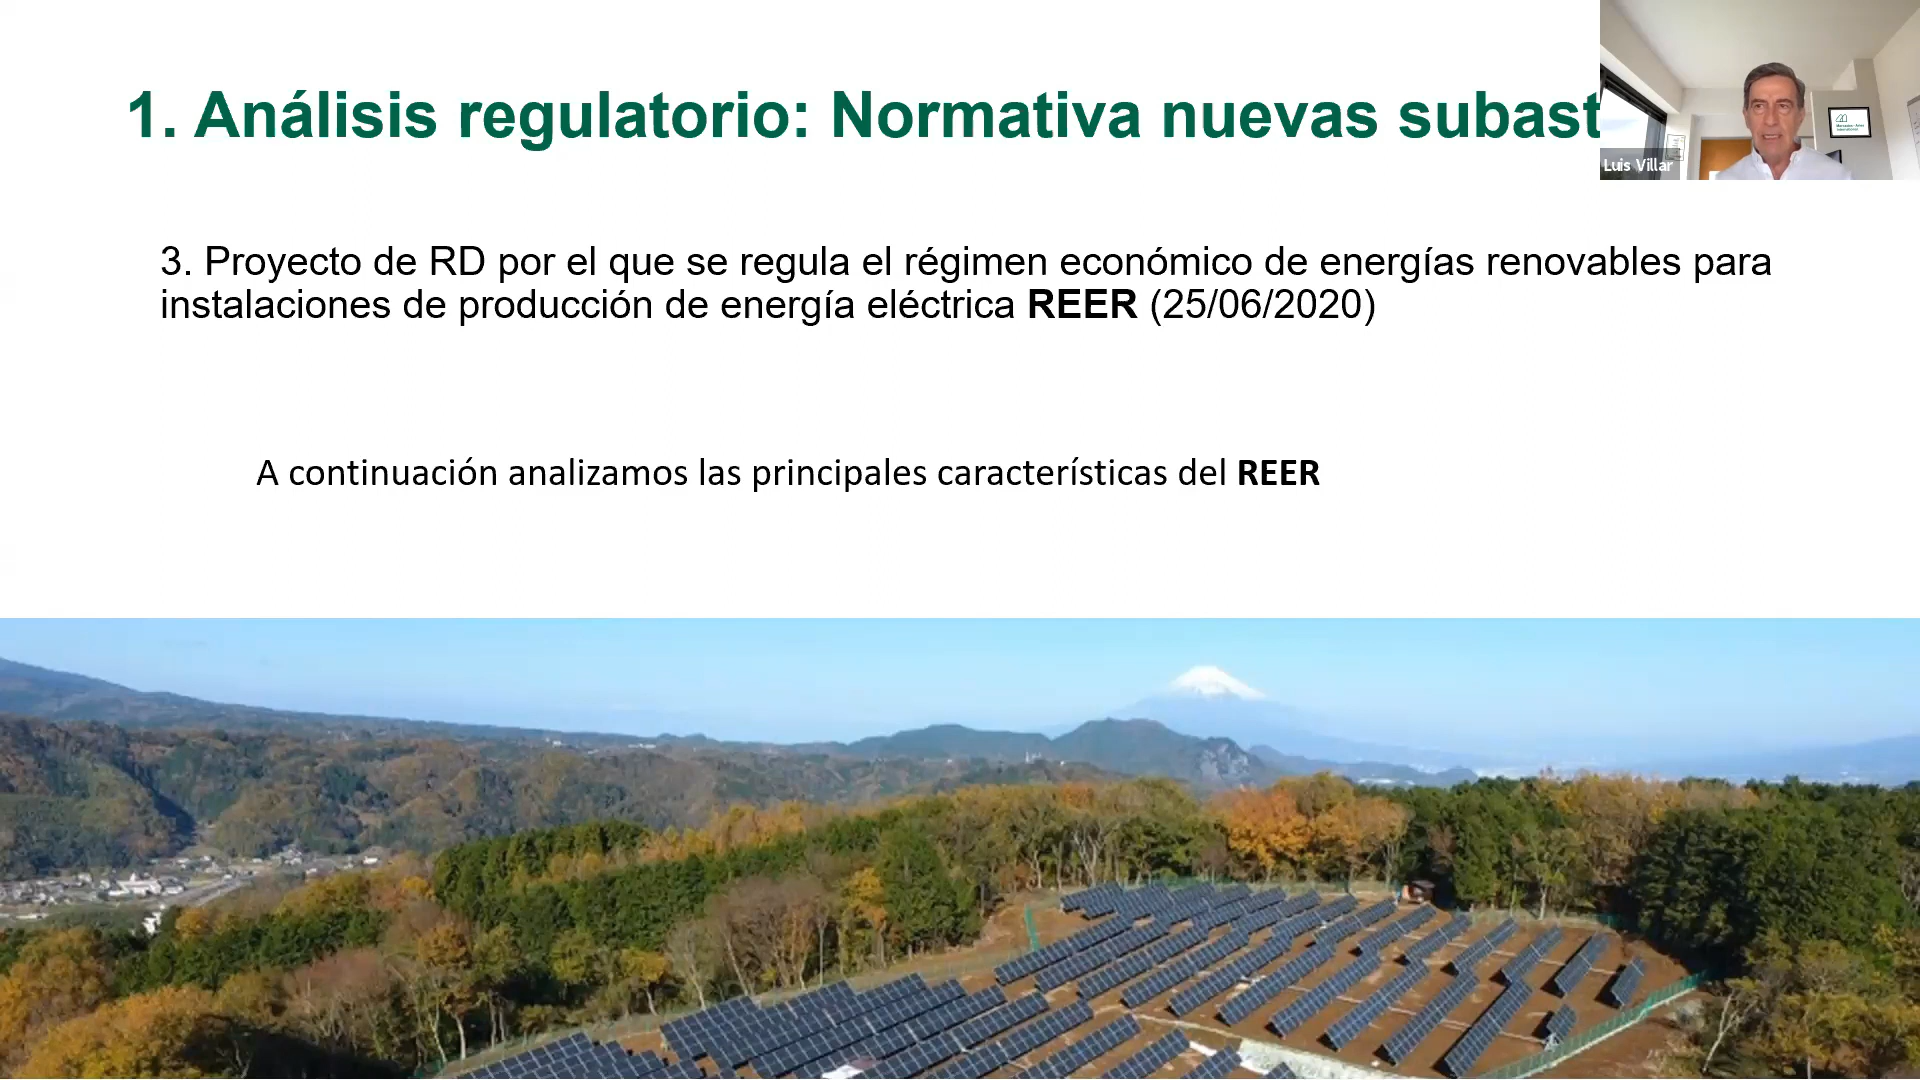 1. Análisis regulatorio: Normativa nuevas subast
Luis Villar
3. Proyecto de RD por el que se regula el régimen económico de energías renovables para
instalaciones de producción de energía eléctrica REER (25/06/2020)
A continuación analizamos las principales características del REER